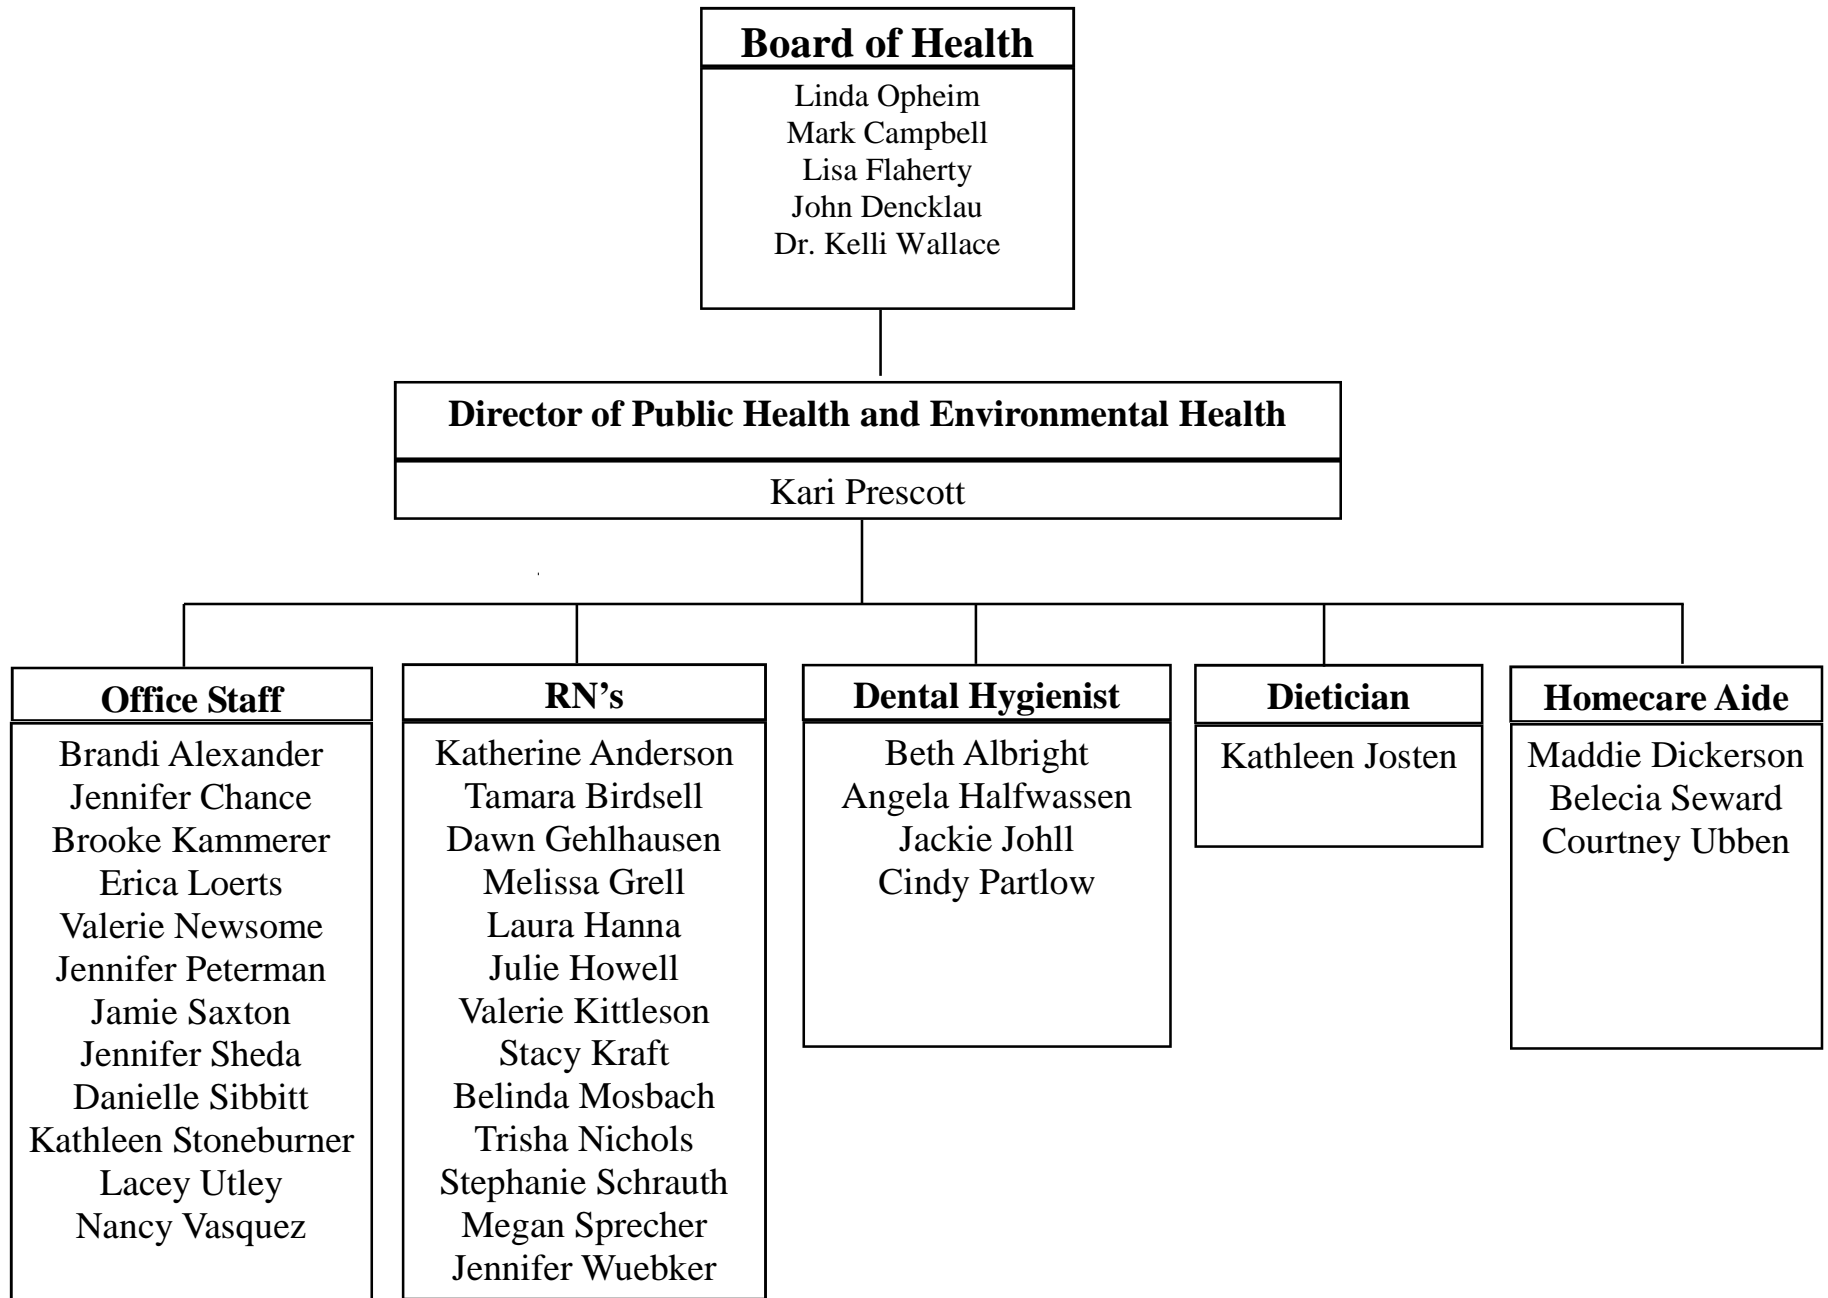 Board of Health
Linda Opheim
Mark Campbell
Lisa Flaherty
John Dencklau
Dr. Kelli Wallace
Director of Public Health and Environmental Health
Kari Prescott
Office Staff
Brandi Alexander
Jennifer Chance
Brooke Kammerer
Erica Loerts
Valerie Newsome
Jennifer Peterman
Jamie Saxton
Jennifer Sheda
Danielle Sibbitt
Kathleen Stoneburner
Lacey Utley
Nancy Vasquez
RN’s
Katherine Anderson
Tamara Birdsell
Dawn Gehlhausen
Melissa Grell
Laura Hanna
Julie Howell
Valerie Kittleson
Stacy Kraft
Belinda Mosbach
Trisha Nichols
Stephanie Schrauth
Megan Sprecher
Jennifer Wuebker
Dental Hygienist
Beth Albright
Angela Halfwassen
Jackie Johll
Cindy Partlow
Dietician
Kathleen Josten
Homecare Aide
Maddie Dickerson
Belecia Seward
Courtney Ubben